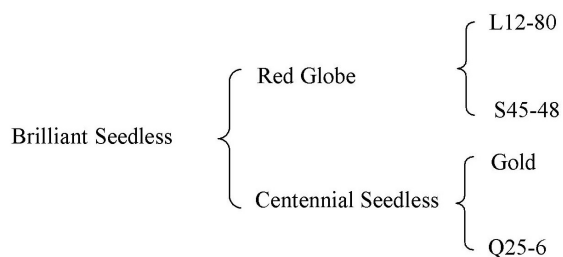 L12-80
Red Globe
S45-48
Brilliant Seedless
Gold
Centennial Seedless
Q25-6